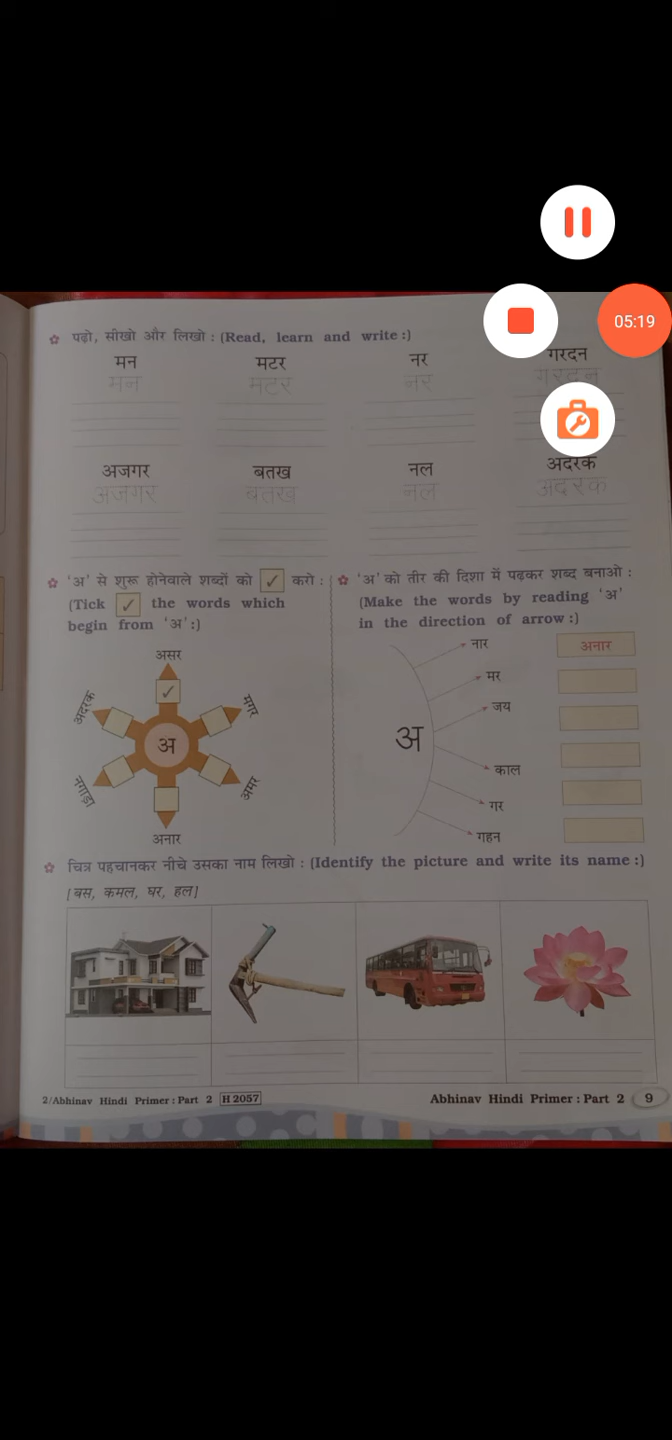 05:19
✿ पढ़ो, सीखो और लिखो : (Read, learn and write :)
मन मटर नर गरदन
मन मटर नर गरदन
अजगर बतख नल अदरक
अजगर बतख नल अदरक
✿ 'अ' से शुरू होनेवाले शब्दों को ✓ करो :
(Tick ✓ the words which
begin from 'अ' :)
असर
✓
अदरक मगर
अ
नगाड़ा अमर
अनार
✿ 'अ' को तीर की दिशा में पढ़कर शब्द बनाओ :
(Make the words by reading 'अ'
in the direction of arrow :)
नार अनार
मर
जय
अ
काल
गर
गहन
✿ चित्र पहचानकर नीचे उसका नाम लिखो : (Identify the picture and write its name :)
[बस, कमल, घर, हल]
2/Abhinav Hindi Primer : Part 2 H 2057
Abhinav Hindi Primer : Part 2 9